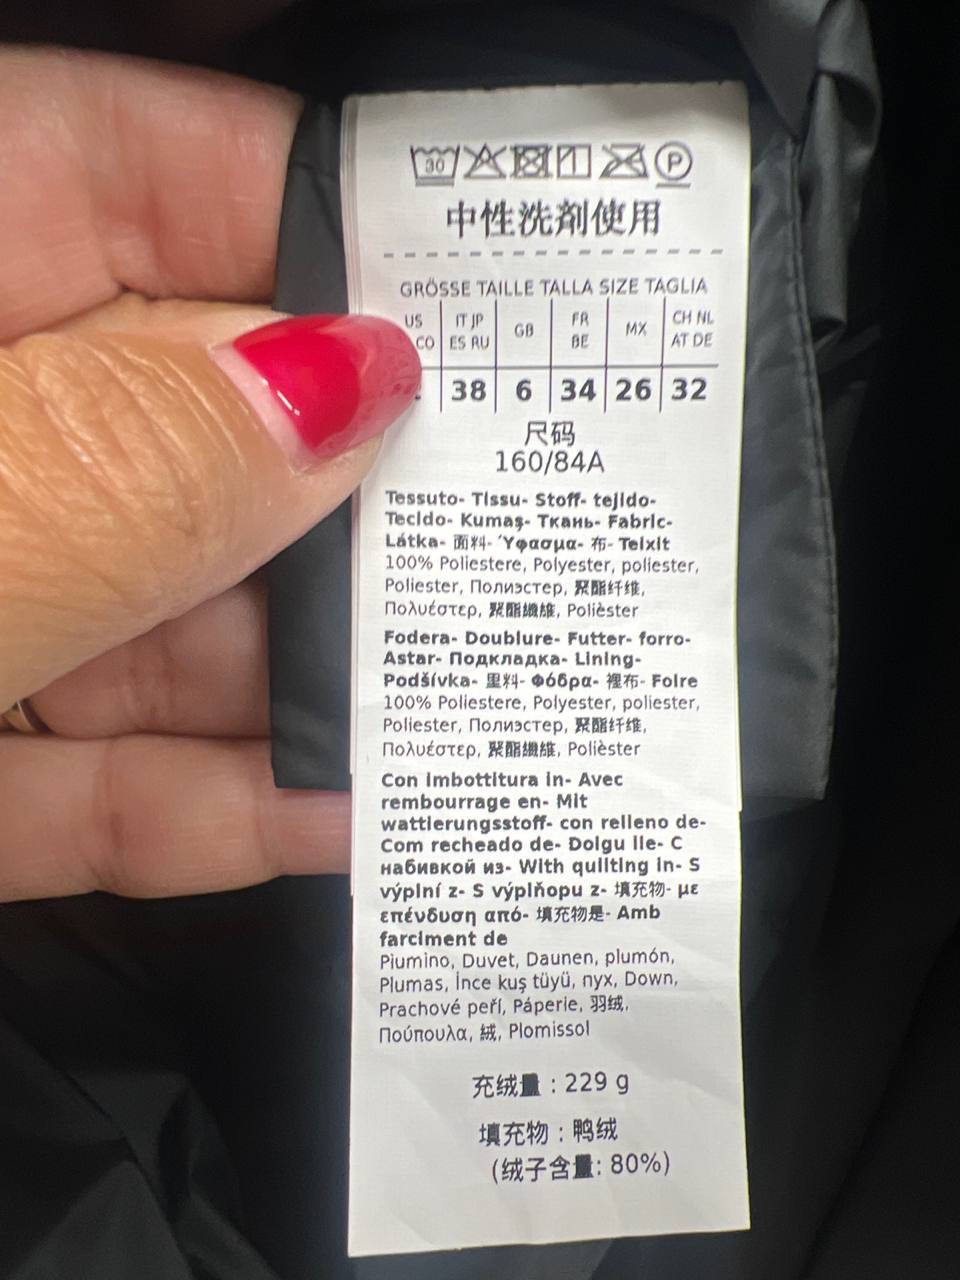 30 P
中性洗剤使用
GRÖSSE TAILLE TALLA SIZE TAGLIA
US IT JP GB FR MX CH NL
CO ES RU BE AT DE
38 6 34 26 32
尺码
160/84A
Tessuto- Tissu- Stoff- tejido-
Tecido- Kumaş- Ткань- Fabric-
Látka- 面料- Ύφασμα- 布- Teixit
100% Poliestere, Polyester, poliester,
Poliester, Полиэстер, 聚酯纤维,
Πολυέστερ, 聚酯纖維, Polièster
Fodera- Doublure- Futter- forro-
Astar- Подкладка- Lining-
Podšívka- 里料- Φόδρα- 裡布- Folre
100% Poliestere, Polyester, poliester,
Poliester, Полиэстер, 聚酯纤维,
Πολυέστερ, 聚酯纖維, Polièster
Con imbottitura in- Avec
rembourrage en- Mit
wattierungsstoff- con relleno de-
Com recheado de- Dolgu ile- С
набивкой из- With quilting in- S
výplní z- S výplňopu z- 填充物- με
επένδυση από- 填充物是- Amb
farciment de
Piumino, Duvet, Daunen, plumón,
Plumas, İnce kuş tüyü, пух, Down,
Prachové peří, Páperie, 羽绒,
Πούπουλα, 絨, Plomissol
充绒量 : 229 g
填充物 : 鸭绒
(绒子含量: 80%)